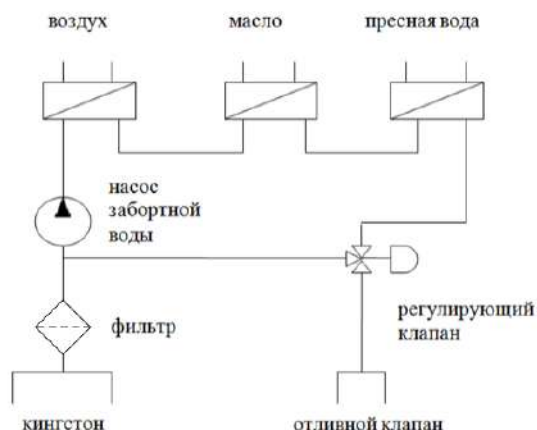 воздух
масло
пресная вода
насос
забортной
воды
регулирующий
клапан
фильтр
кингстон
отливной клапан